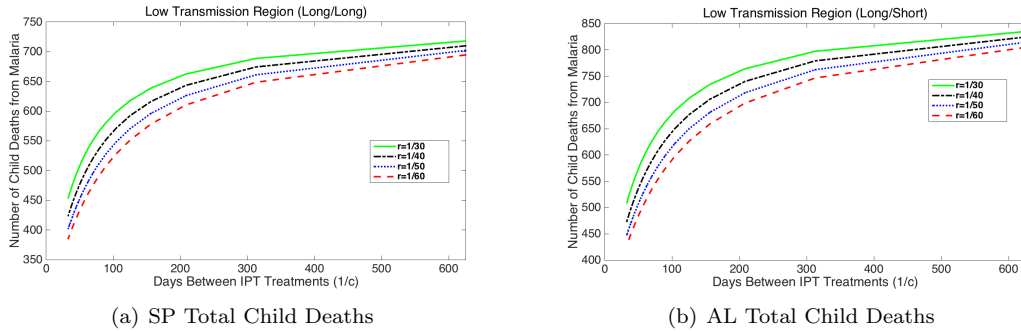 Low Transmission Region (Long/Long)
Number of Child Deaths from Malaria
750
700
650
600
550
500
450
400
350
0 100 200 300 400 500 600
Days Between IPT Treatments (1/c)
r=1/30
r=1/40
r=1/50
r=1/60
(a) SP Total Child Deaths
Low Transmission Region (Long/Short)
Number of Child Deaths from Malaria
850
800
750
700
650
600
550
500
450
400
0 100 200 300 400 500 600
Days Between IPT Treatments (1/c)
r=1/30
r=1/40
r=1/50
r=1/60
(b) AL Total Child Deaths